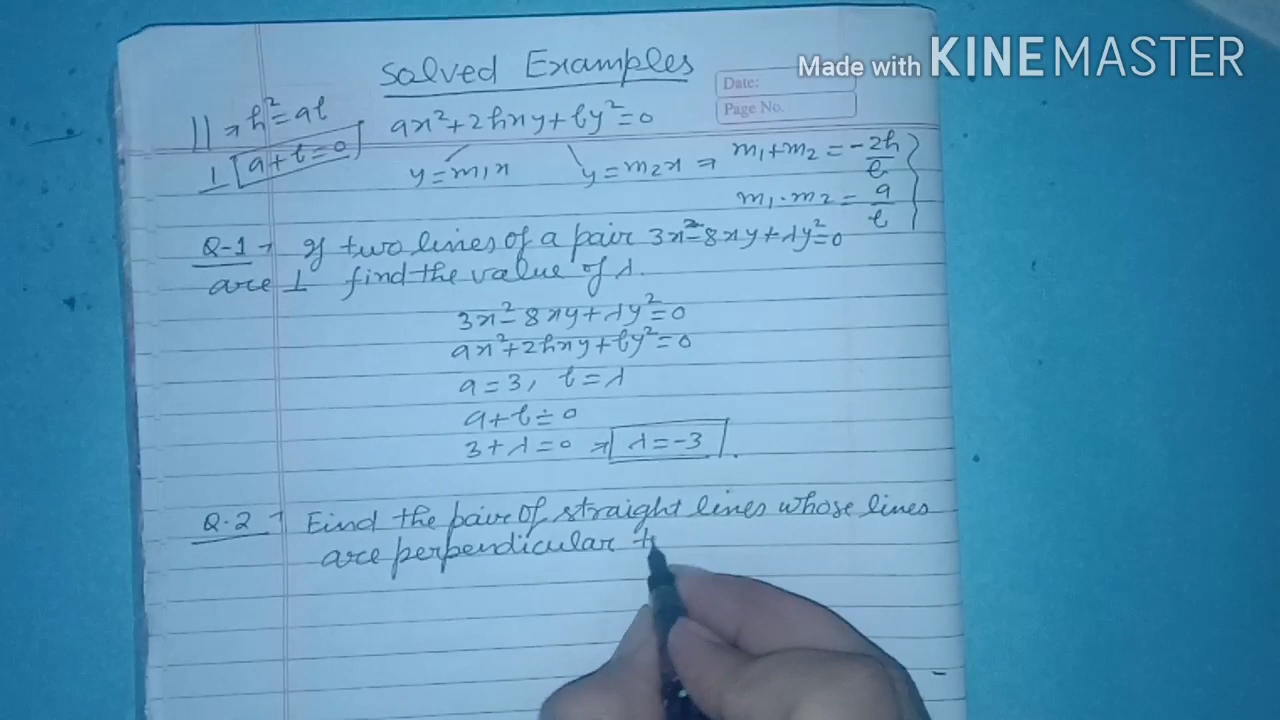 Made with KINEMASTER
Solved Examples
Date:
Page No.
|| → h² = ab
⊥ a + b = 0
ax² + 2hxy + by² = 0
y = m₁x y = m₂x ⇒ m₁ + m₂ = -2h/b
m₁ · m₂ = a/b
Q-1 → If two lines of a pair 3x² - 8xy + λy² = 0
are ⊥ find the value of λ.
3x² - 8xy + λy² = 0
ax² + 2hxy + by² = 0
a = 3, b = λ
a + b = 0
3 + λ = 0 ⇒ λ = -3.
Q.2 → Find the pair of straight lines whose lines
are perpendicular t